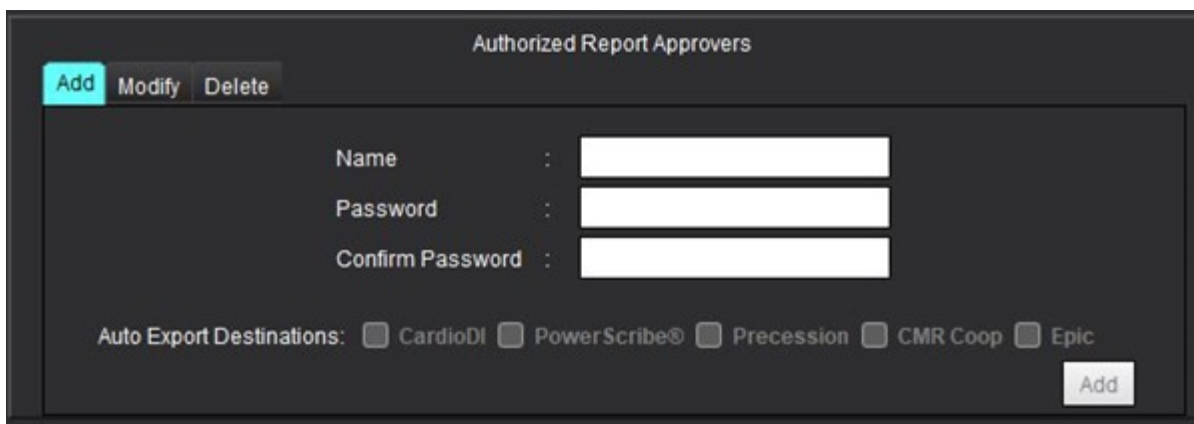 Authorized Report Approvers
Add Modify Delete
Name :
Password :
Confirm Password :
Auto Export Destinations: CardioDI PowerScribe® Precession CMR Coop Epic
Add